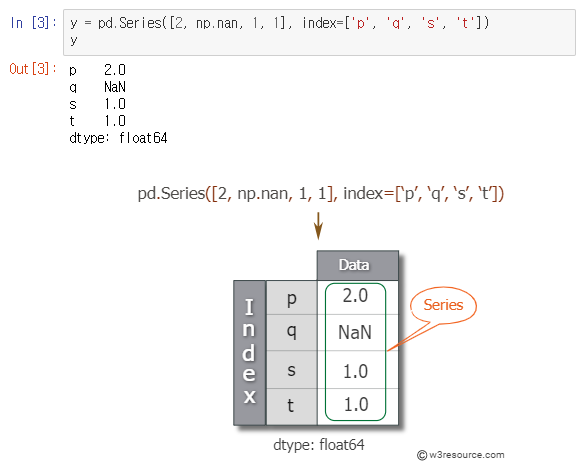 In [3]: y = pd.Series([2, np.nan, 1, 1], index=['p', 'q', 's', 't'])
y
Out[3]: p 2.0
q NaN
s 1.0
t 1.0
dtype: float64
pd.Series([2, np.nan, 1, 1], index=[‘p’, ‘q’, ‘s’, ‘t’])
Data
Index
p 2.0
q NaN
s 1.0
t 1.0
Series
dtype: float64
© w3resource.com